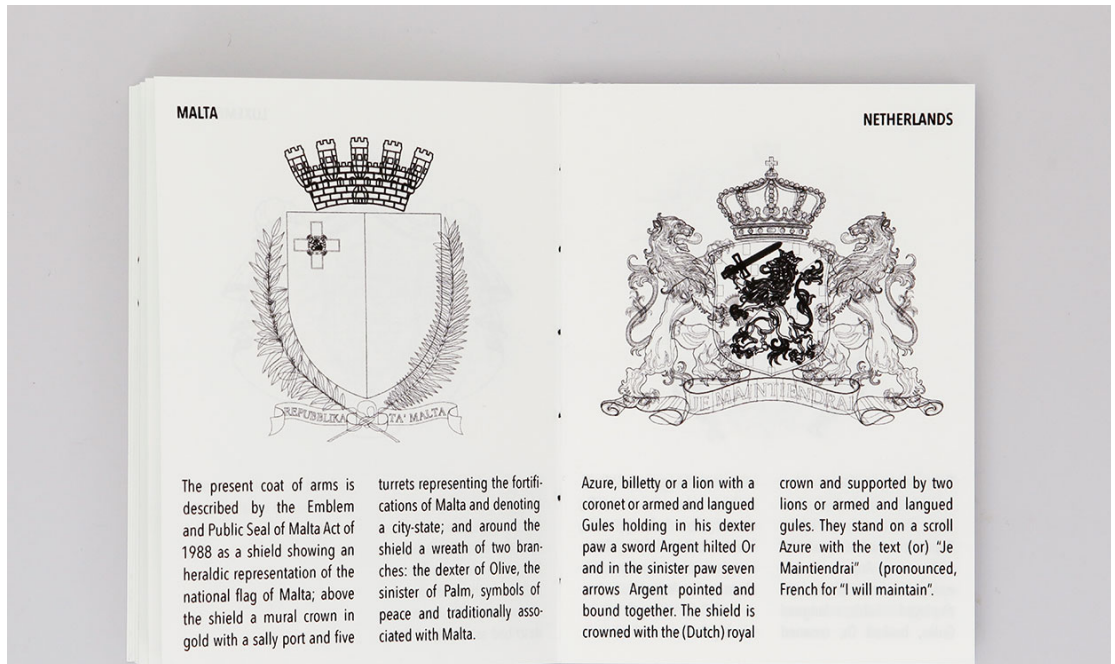 MALTA
REPUBBLIKA TA' MALTA
The present coat of arms is
described by the Emblem
and Public Seal of Malta Act of
1988 as a shield showing an
heraldic representation of the
national flag of Malta; above
the shield a mural crown in
gold with a sally port and five
turrets representing the fortifi-
cations of Malta and denoting
a city-state; and around the
shield a wreath of two bran-
ches: the dexter of Olive, the
sinister of Palm, symbols of
peace and traditionally asso-
ciated with Malta.
NETHERLANDS
JE MAINTIENDRAI
Azure, billetty or a lion with a
coronet or armed and langued
Gules holding in his dexter
paw a sword Argent hilted Or
and in the sinister paw seven
arrows Argent pointed and
bound together. The shield is
crowned with the (Dutch) royal
crown and supported by two
lions or armed and langued
gules. They stand on a scroll
Azure with the text (or) “Je
Maintiendrai” (pronounced,
French for “I will maintain”.